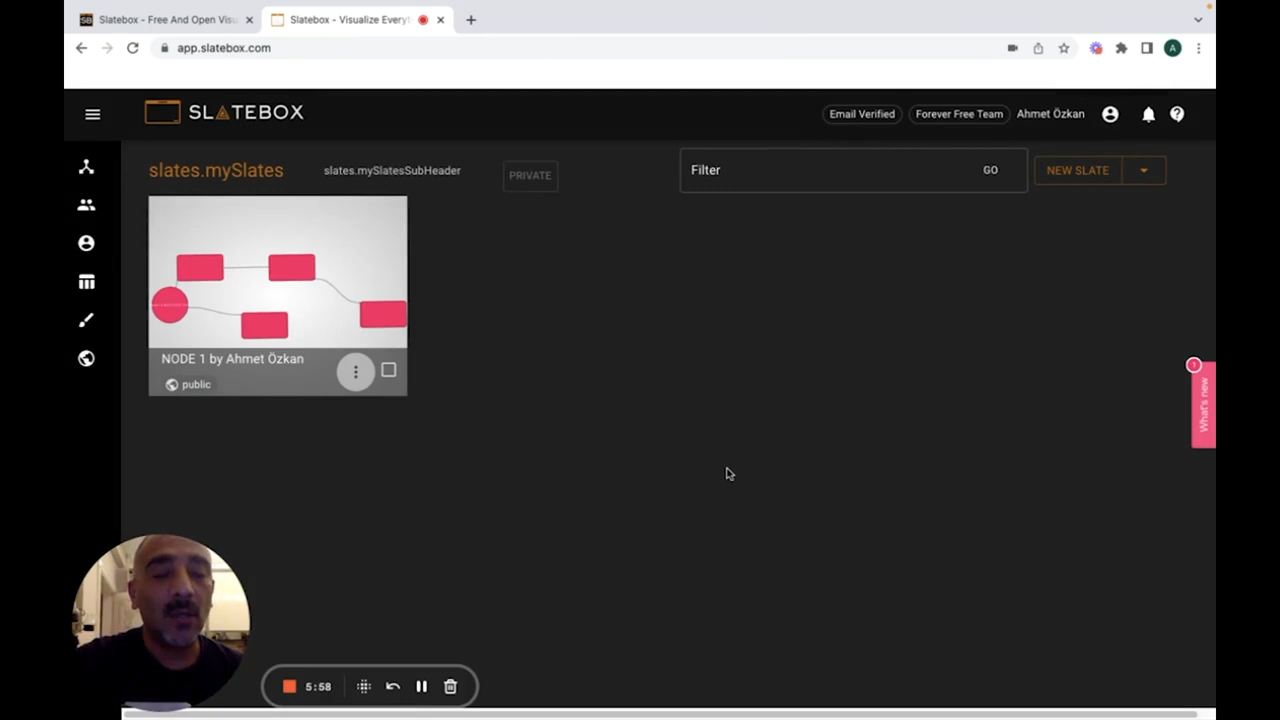 Slatebox - Free And Open Visu
Slatebox - Visualize Everyt
app.slatebox.com
A
SLATEBOX
Email Verified
Forever Free Team
Ahmet Özkan
slates.mySlates
slates.mySlatesSubHeader
PRIVATE
Filter
GO
NEW SLATE
NODE 1 by Ahmet Özkan
public
1
What's new
5:58